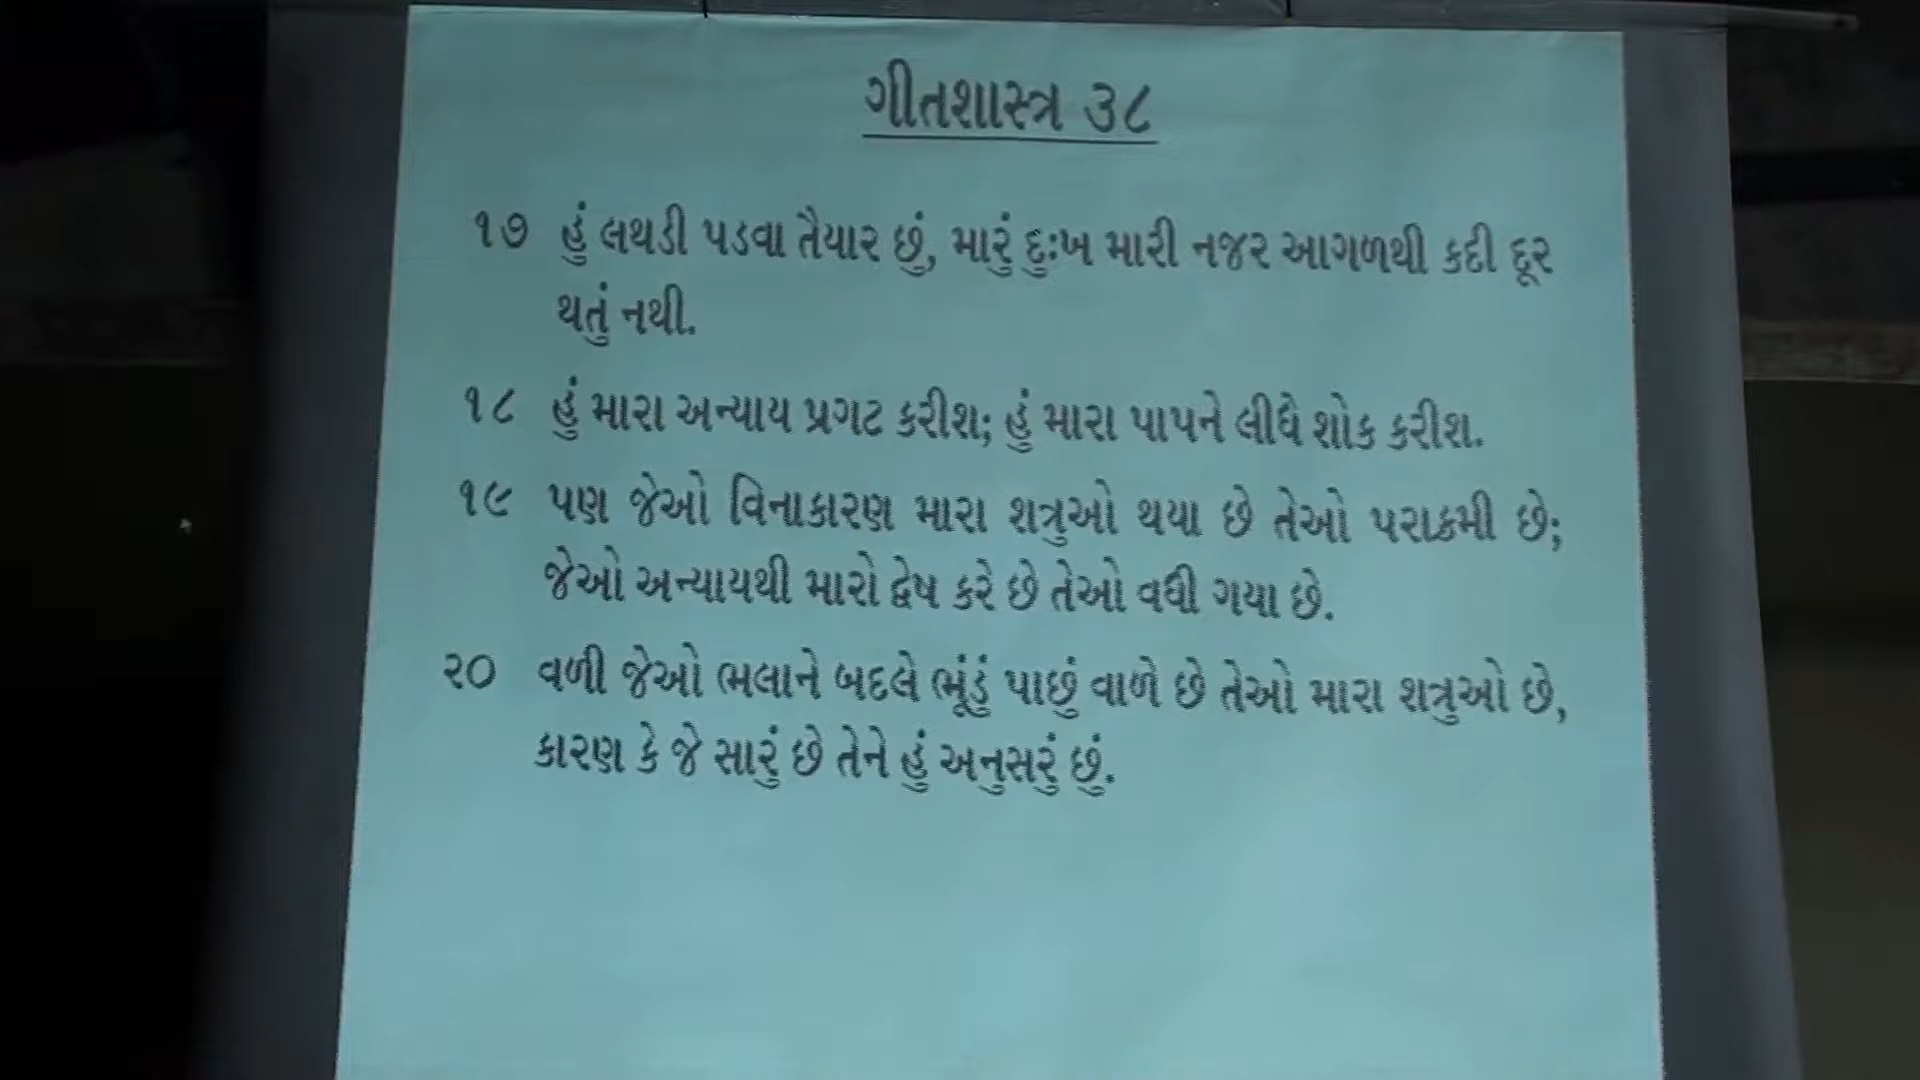 ગીતશાસ્ત્ર ૩૮
૧૭ હું લથડી પડવા તૈયાર છું, મારું દુઃખ મારી નજર આગળથી કદી દૂર
થતું નથી.
૧૮ હું મારા અન્યાય પ્રગટ કરીશ; હું મારા પાપને લીધે શોક કરીશ.
૧૯ પણ જેઓ વિનાકારણ મારા શત્રુઓ થયા છે તેઓ પરાક્રમી છે;
જેઓ અન્યાયથી મારો દ્વેષ કરે છે તેઓ વધી ગયા છે.
૨૦ વળી જેઓ ભલાને બદલે ભૂંડું પાછું વાળે છે તેઓ મારા શત્રુઓ છે,
કારણ કે જે સારું છે તેને હું અનુસરું છું.